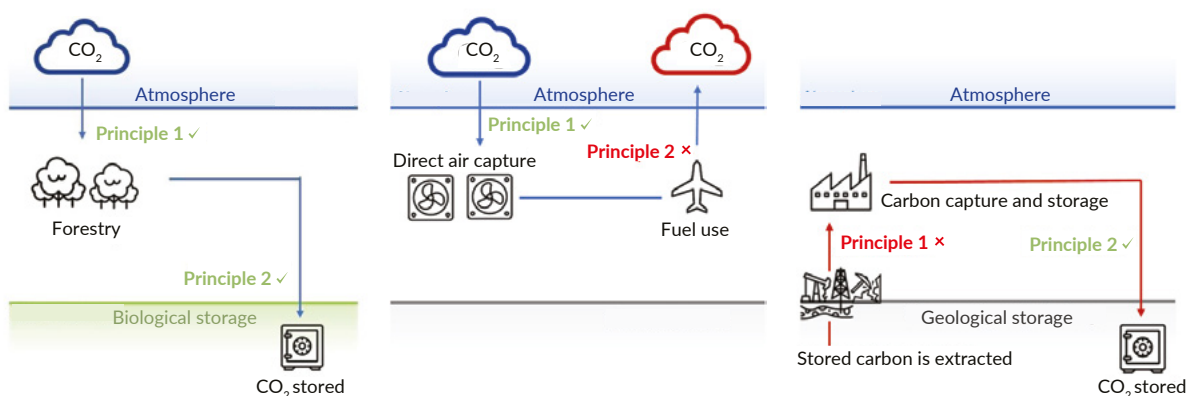 CO₂
Atmosphere
Principle 1 ✓
Forestry
Principle 2 ✓
Biological storage
CO₂ stored
CO₂
CO₂
Atmosphere
Principle 1 ✓
Principle 2 ×
Direct air capture
Fuel use
Atmosphere
Carbon capture and storage
Principle 1 ×
Principle 2 ✓
Geological storage
Stored carbon is extracted
CO₂ stored